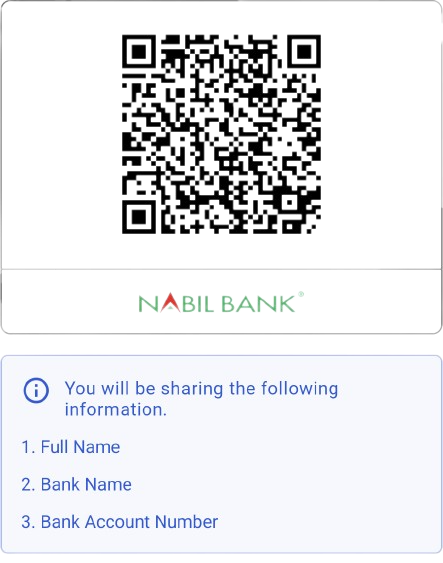 NABIL BANK®
You will be sharing the following
information.
1. Full Name
2. Bank Name
3. Bank Account Number